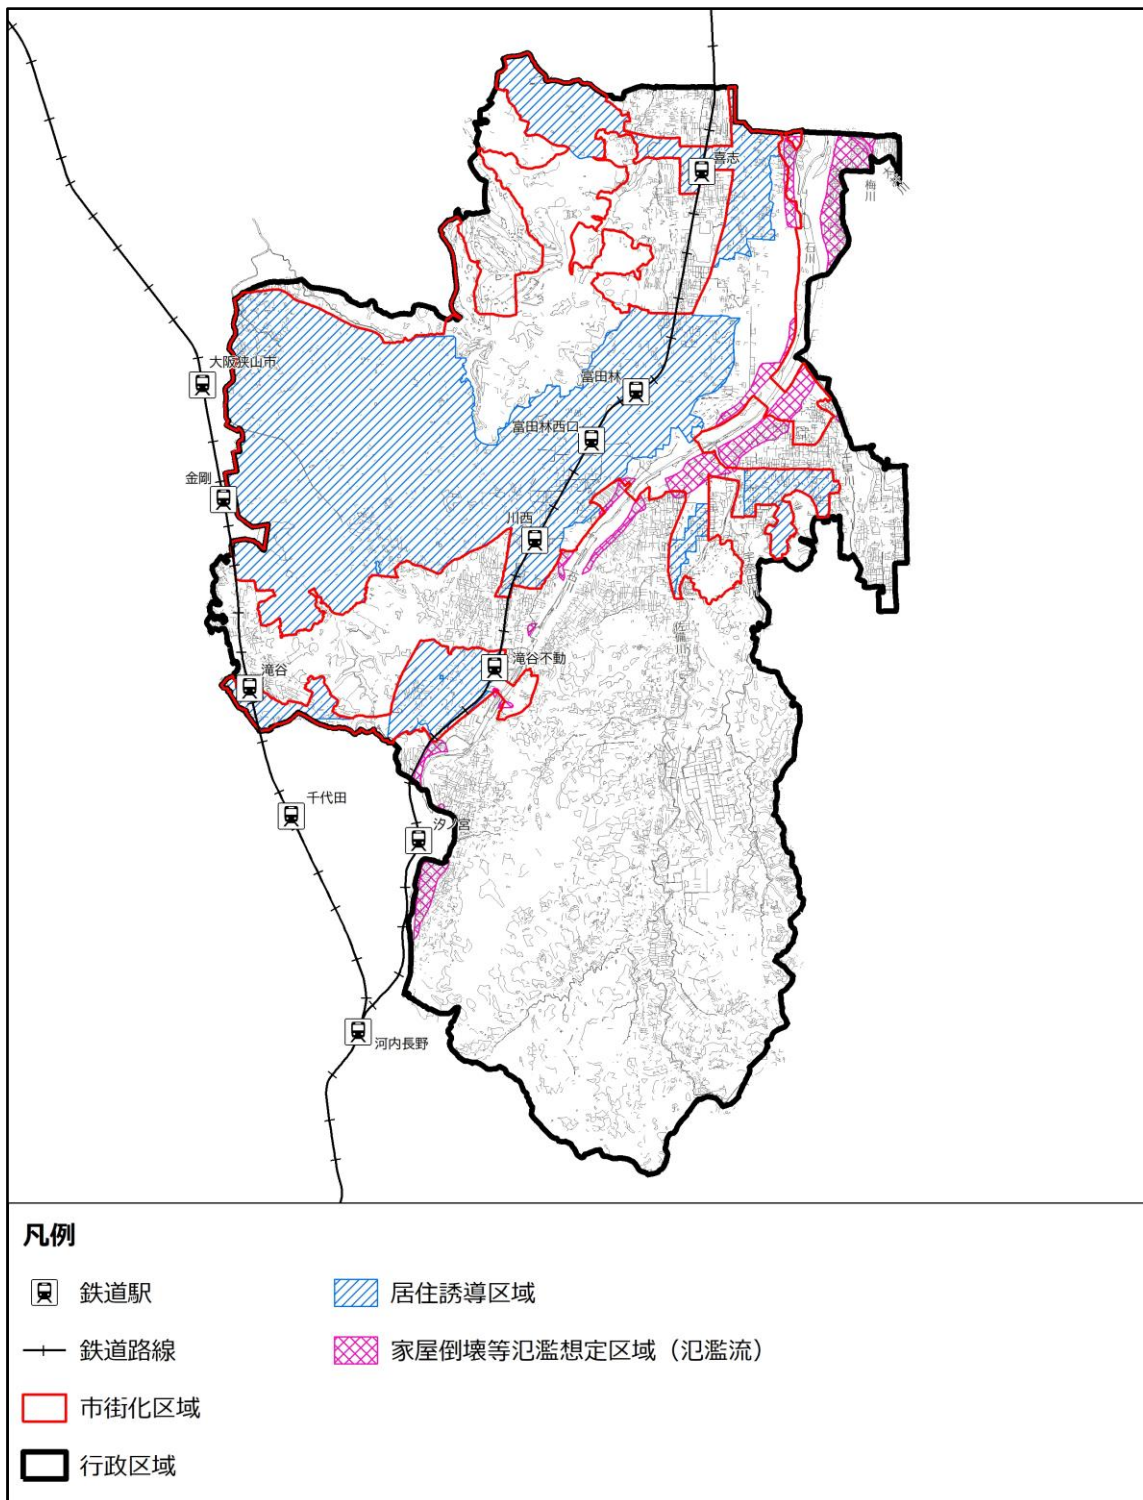 喜志
梅川
石川
大阪狭山市
富田林
富田林西口
千早川
金剛
川西
佐備川
滝谷不動
滝谷
千代田
汐ノ宮
河内長野
凡例
鉄道駅
居住誘導区域
鉄道路線
家屋倒壊等氾濫想定区域（氾濫流）
市街化区域
行政区域